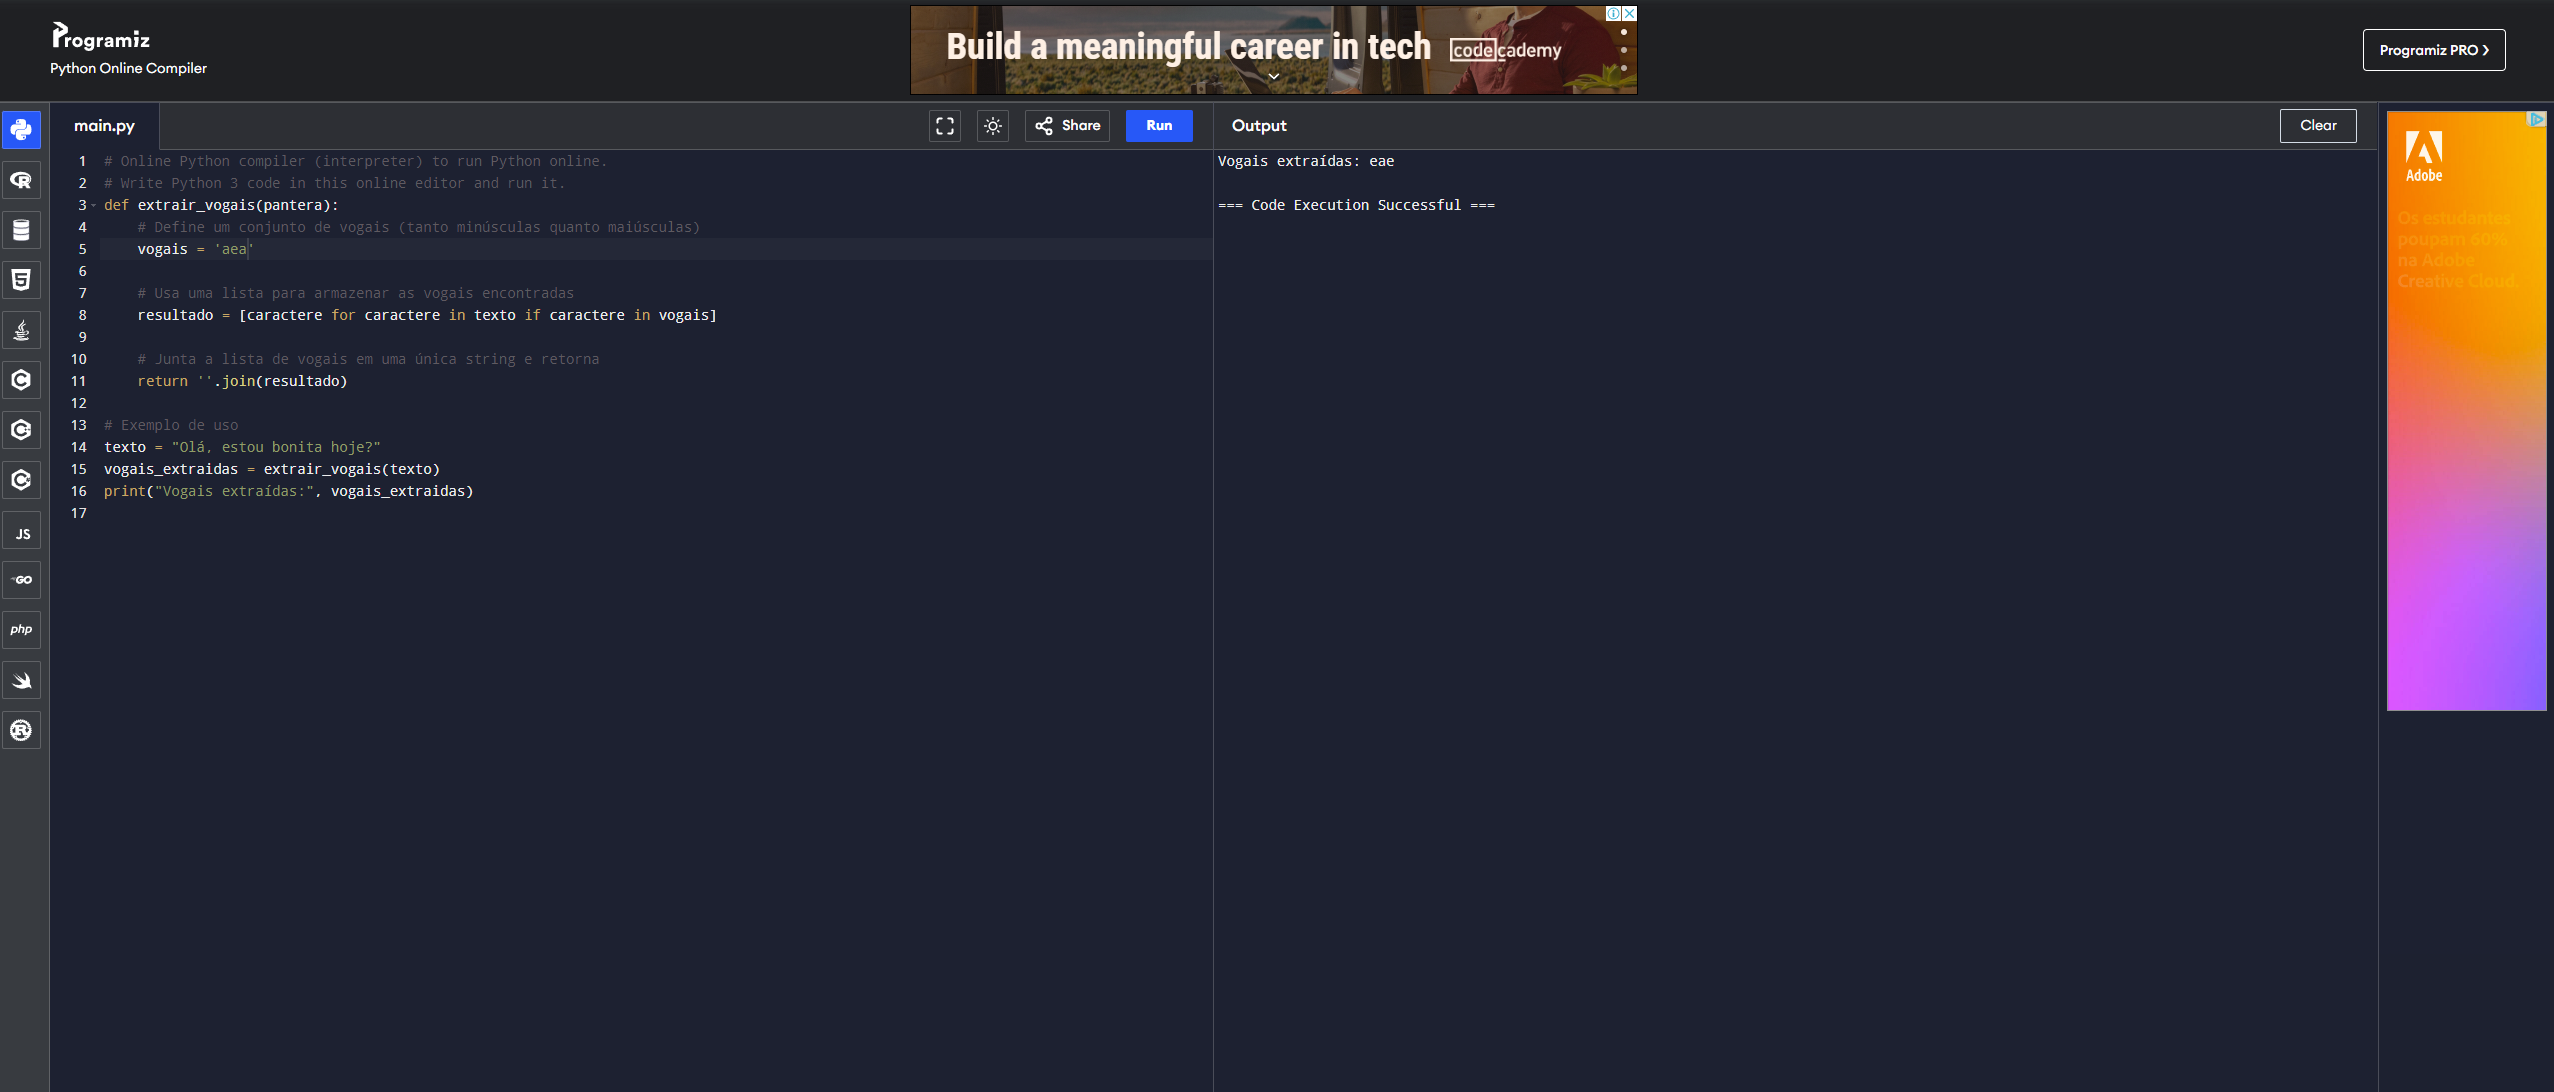 Programiz
Python Online Compiler
Build a meaningful career in tech
codecademy
Programiz PRO
main.py
Share
Run
Output
Clear
1 # Online Python compiler (interpreter) to run Python online.
2 # Write Python 3 code in this online editor and run it.
3 def extrair_vogais(pantera):
4 # Define um conjunto de vogais (tanto minúsculas quanto maiúsculas)
5 vogais = 'aea'
6
7 # Usa uma lista para armazenar as vogais encontradas
8 resultado = [caractere for caractere in texto if caractere in vogais]
9
10 # Junta a lista de vogais em uma única string e retorna
11 return ''.join(resultado)
12
13 # Exemplo de uso
14 texto = "Olá, estou bonita hoje?"
15 vogais_extraidas = extrair_vogais(texto)
16 print("Vogais extraídas:", vogais_extraidas)
17
Vogais extraídas: eae
=== Code Execution Successful ===
JS
GO
php
Adobe
Os estudantes
poupam 60%
na Adobe
Creative Cloud.